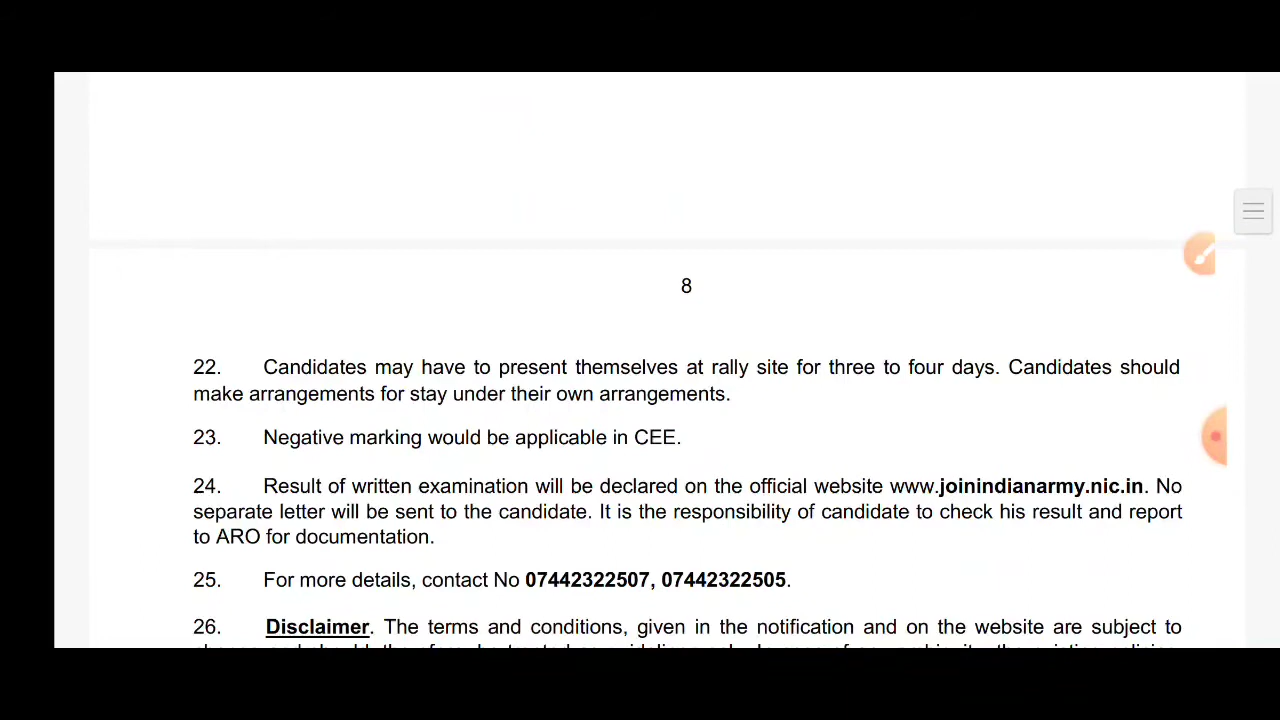 8
22. Candidates may have to present themselves at rally site for three to four days. Candidates should
make arrangements for stay under their own arrangements.
23. Negative marking would be applicable in CEE.
24. Result of written examination will be declared on the official website www.joinindianarmy.nic.in. No
separate letter will be sent to the candidate. It is the responsibility of candidate to check his result and report
to ARO for documentation.
25. For more details, contact No 07442322507, 07442322505.
26. Disclaimer. The terms and conditions, given in the notification and on the website are subject to